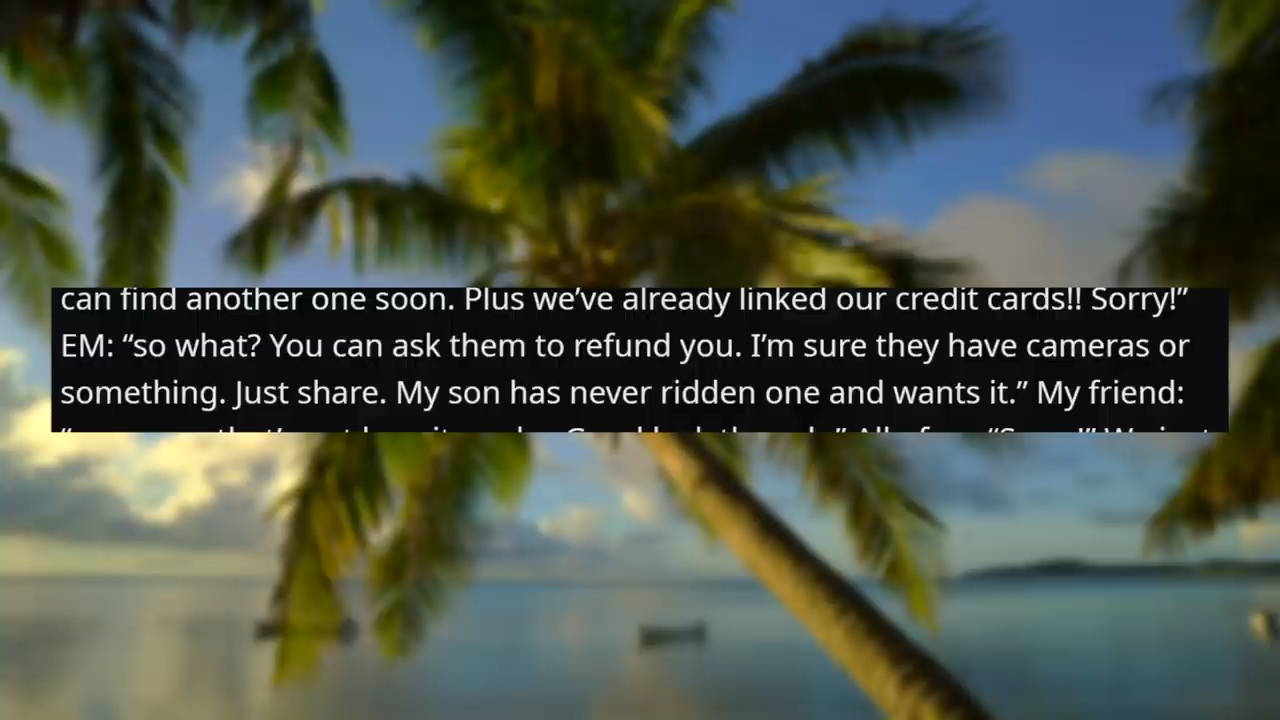 can find another one soon. Plus we’ve already linked our credit cards!! Sorry!”
EM: “so what? You can ask them to refund you. I’m sure they have cameras or
something. Just share. My son has never ridden one and wants it.” My friend: